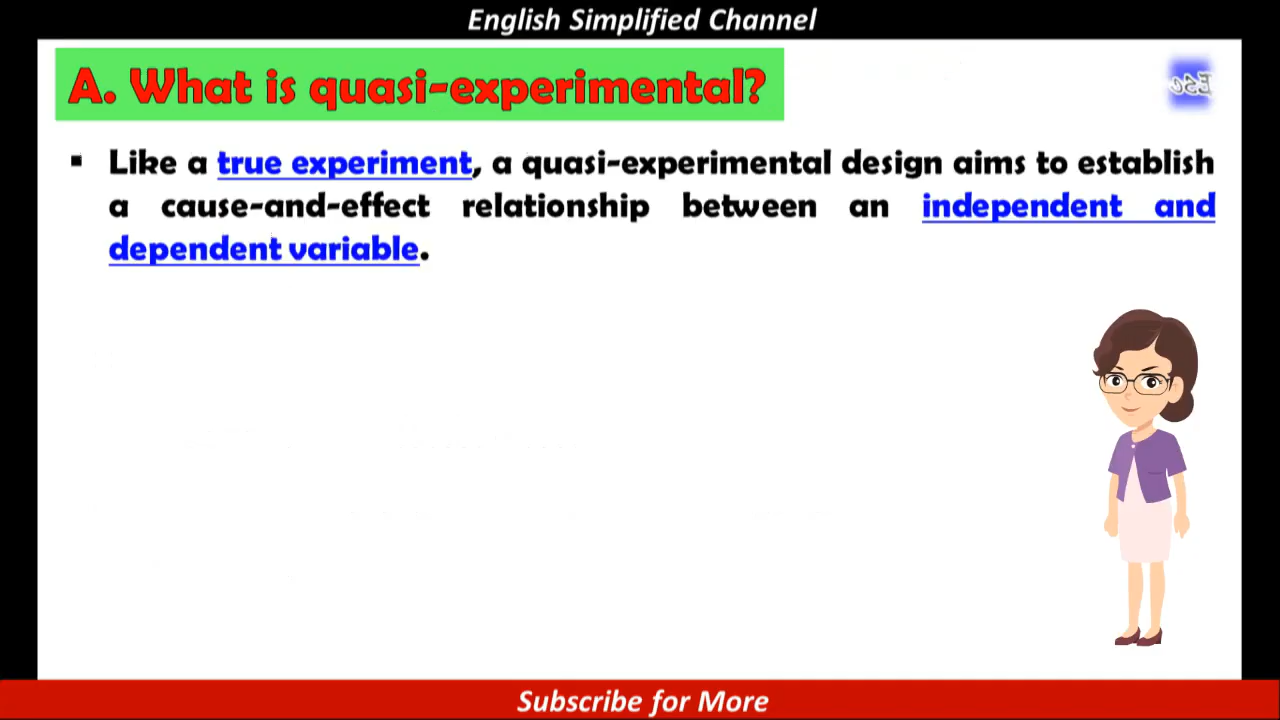 English Simplified Channel
A. What is quasi-experimental?
▪ Like a true experiment, a quasi-experimental design aims to establish
a cause-and-effect relationship between an independent and
dependent variable.
Subscribe for More